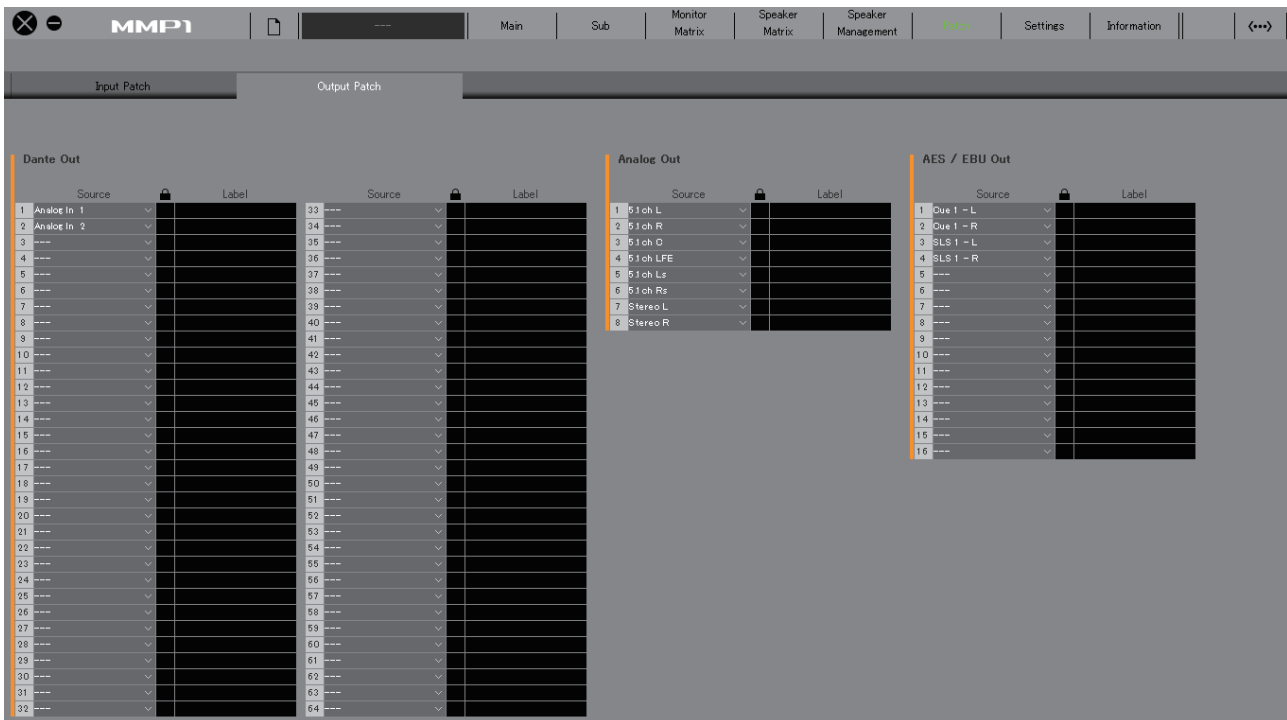 MMP1
---
Main
Sub
Monitor
Matrix
Speaker
Matrix
Speaker
Management
Settings
Information
Input Patch
Output Patch
Dante Out
Source Label
1 Analog In 1
2 Analog In 2
3 ---
4 ---
5 ---
6 ---
7 ---
8 ---
9 ---
10 ---
11 ---
12 ---
13 ---
14 ---
15 ---
16 ---
17 ---
18 ---
19 ---
20 ---
21 ---
22 ---
23 ---
24 ---
25 ---
26 ---
27 ---
28 ---
29 ---
30 ---
31 ---
32 ---
Source Label
33 ---
34 ---
35 ---
36 ---
37 ---
38 ---
39 ---
40 ---
41 ---
42 ---
43 ---
44 ---
45 ---
46 ---
47 ---
48 ---
49 ---
50 ---
51 ---
52 ---
53 ---
54 ---
55 ---
56 ---
57 ---
58 ---
59 ---
60 ---
61 ---
62 ---
63 ---
64 ---
Analog Out
Source Label
1 5.1ch L
2 5.1ch R
3 5.1ch C
4 5.1ch LFE
5 5.1ch Ls
6 5.1ch Rs
7 Stereo L
8 Stereo R
AES / EBU Out
Source Label
1 Cue 1 - L
2 Cue 1 - R
3 SLS 1 - L
4 SLS 1 - R
5 ---
6 ---
7 ---
8 ---
9 ---
10 ---
11 ---
12 ---
13 ---
14 ---
15 ---
16 ---